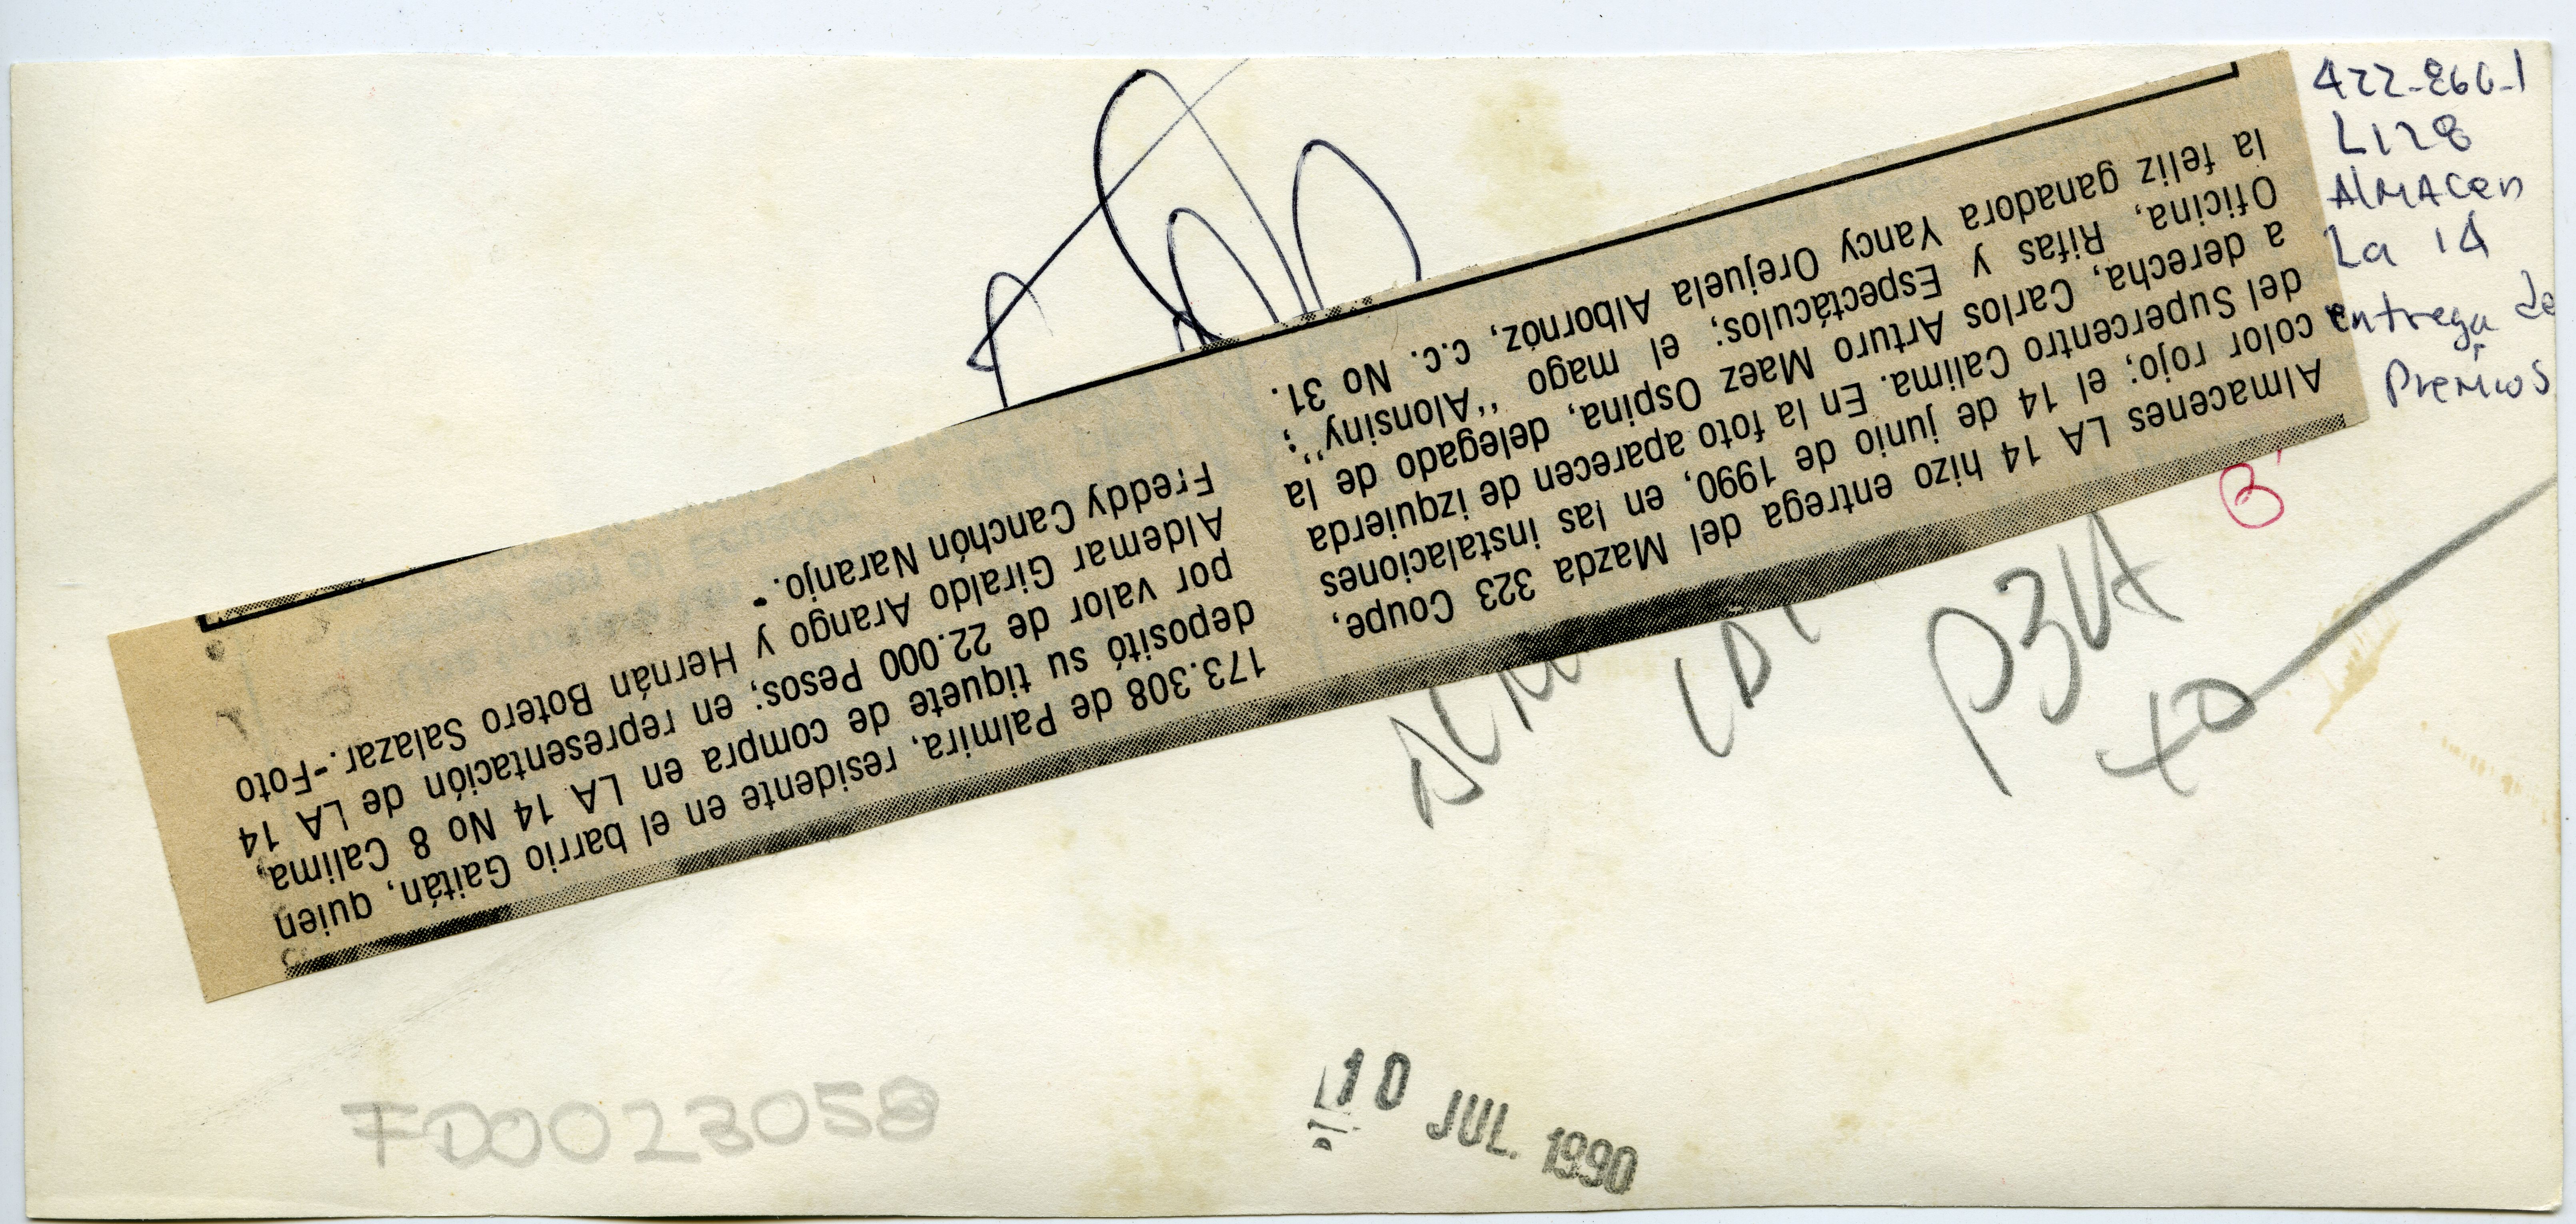 Almacenes LA 14 hizo entrega del Mazda 323 Coupe,
color rojo; el 14 de junio de 1990, en las instalaciones
del Supercentro Calima. En la foto aparecen de izquierda
a derecha, Carlos Arturo Maez Ospina, delegado de la
Oficina, Rifas y Espectáculos; el mago "Alonsiny";
la feliz ganadora Yancy Orejuela Albornóz, c.c. No 31.
173.308 de Palmira, residente en el barrio Gaitán, quien
depositó su tiquete de compra en LA 14 No 8 Calima,
por valor de 22.000 Pesos; en representación de LA 14
Aldemar Giraldo Arango y Hernán Botero Salazar.-Foto
Freddy Canchón Naranjo.-
422-860-1
L128
AlMACen
La 14
entrega de
PreMios
B
P3UA
FD0023058
10 JUL. 1990